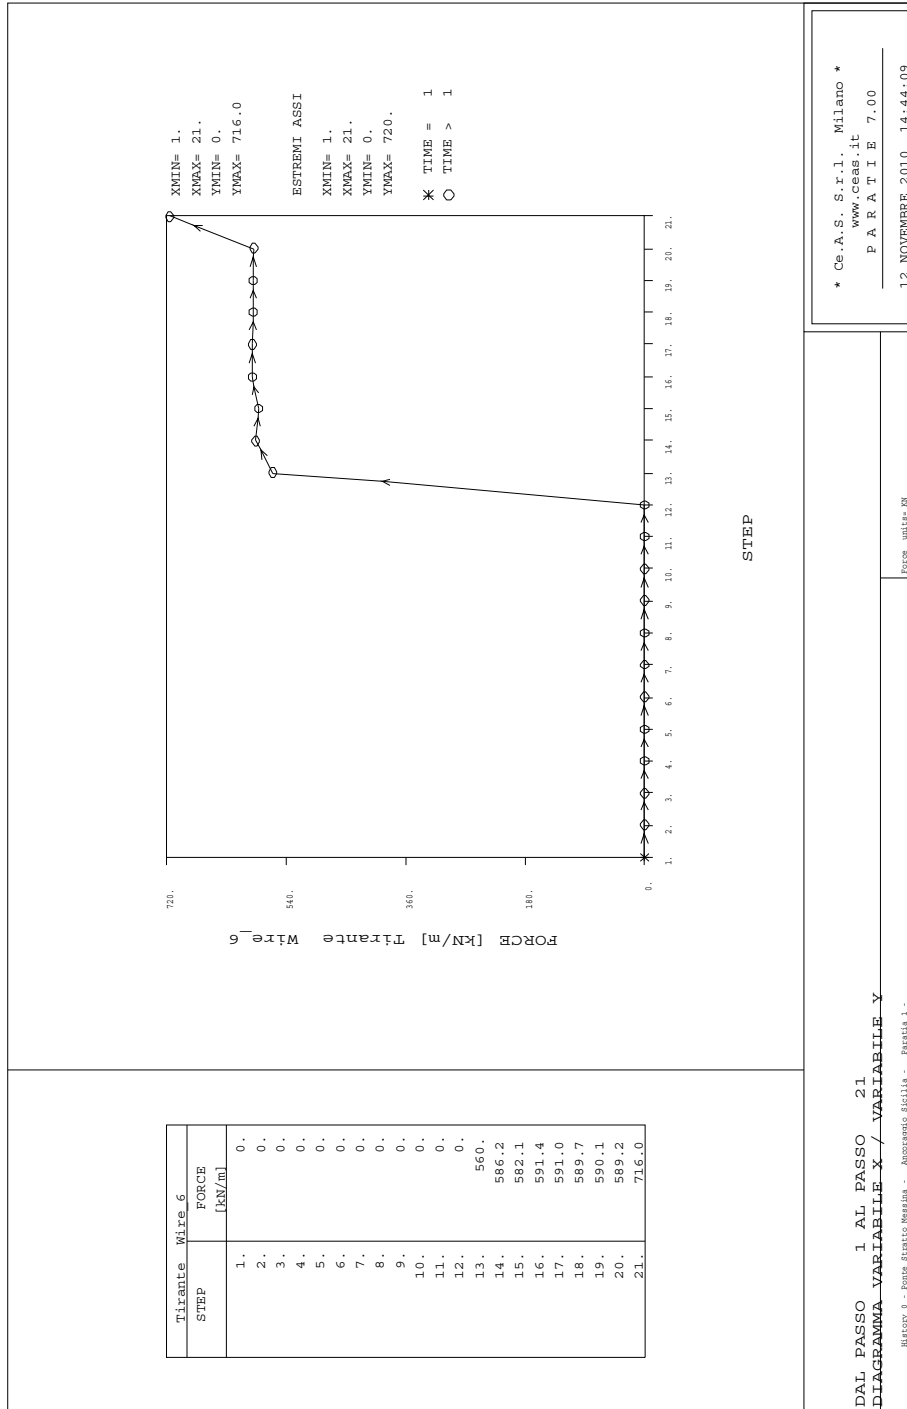 Tirante Wire_6
STEP FORCE
[kN/m]
1. 0.
2. 0.
3. 0.
4. 0.
5. 0.
6. 0.
7. 0.
8. 0.
9. 0.
10. 0.
11. 0.
12. 0.
13. 560.
14. 586.2
15. 582.1
16. 591.4
17. 591.0
18. 589.7
19. 590.1
20. 589.2
21. 716.0
FORCE [kN/m] Tirante Wire_6
720.
540.
360.
180.
0.
1. 2. 3. 4. 5. 6. 7. 8. 9. 10. 11. 12. 13. 14. 15. 16. 17. 18. 19. 20. 21.
STEP
XMIN= 1.
XMAX= 21.
YMIN= 0.
YMAX= 716.0
ESTREMI ASSI
XMIN= 1.
XMAX= 21.
YMIN= 0.
YMAX= 720.
TIME = 1
TIME > 1
DAL PASSO 1 AL PASSO 21
DIAGRAMMA VARIABILE X / VARIABILE Y
History 0 - Ponte Stratto Messina - Ancoraggio Sicilia - Paratia 1 -
Force units= KN
* Ce.A.S. S.r.l. Milano *
www.ceas.it
P A R A T I E 7.00
12 NOVEMBRE 2010 14:44:09